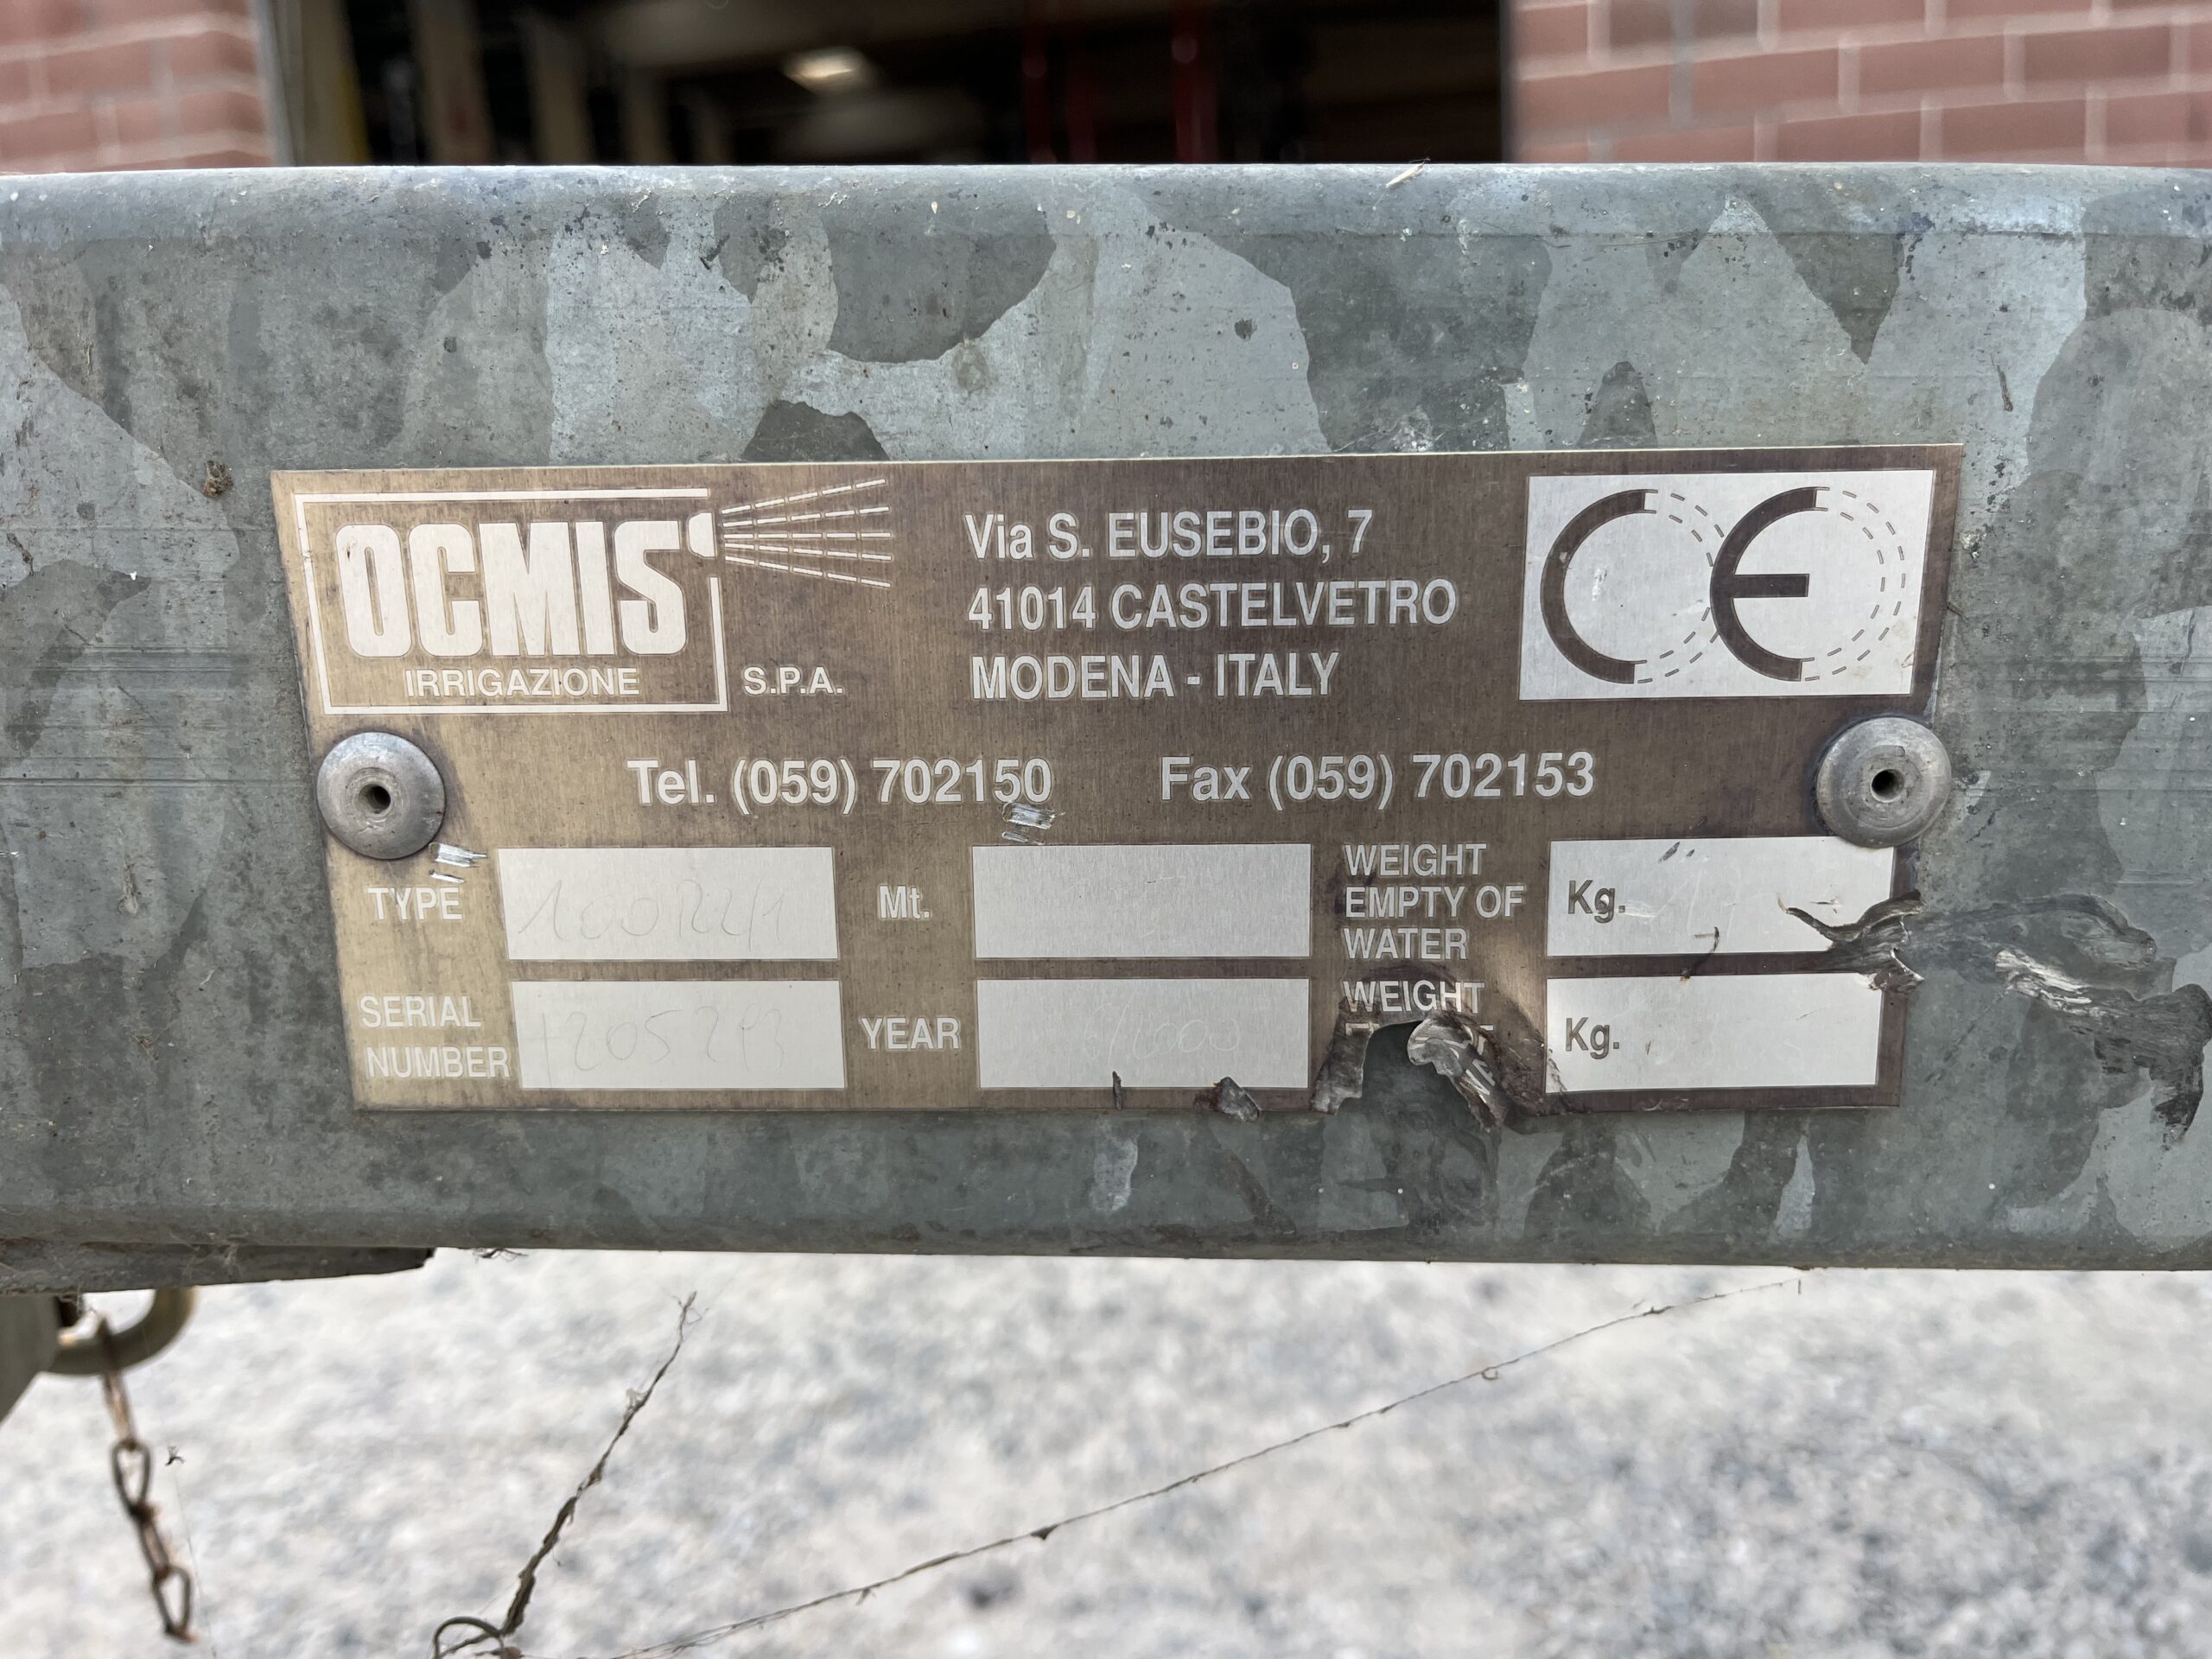 OCMIS
IRRIGAZIONE
S.P.A.
Via S. EUSEBIO, 7
41014 CASTELVETRO
MODENA - ITALY
CE
Tel. (059) 702150 Fax (059) 702153
TYPE
Mt.
WEIGHT
EMPTY OF
WATER
Kg.
SERIAL
NUMBER
YEAR
WEIGHT
Kg.